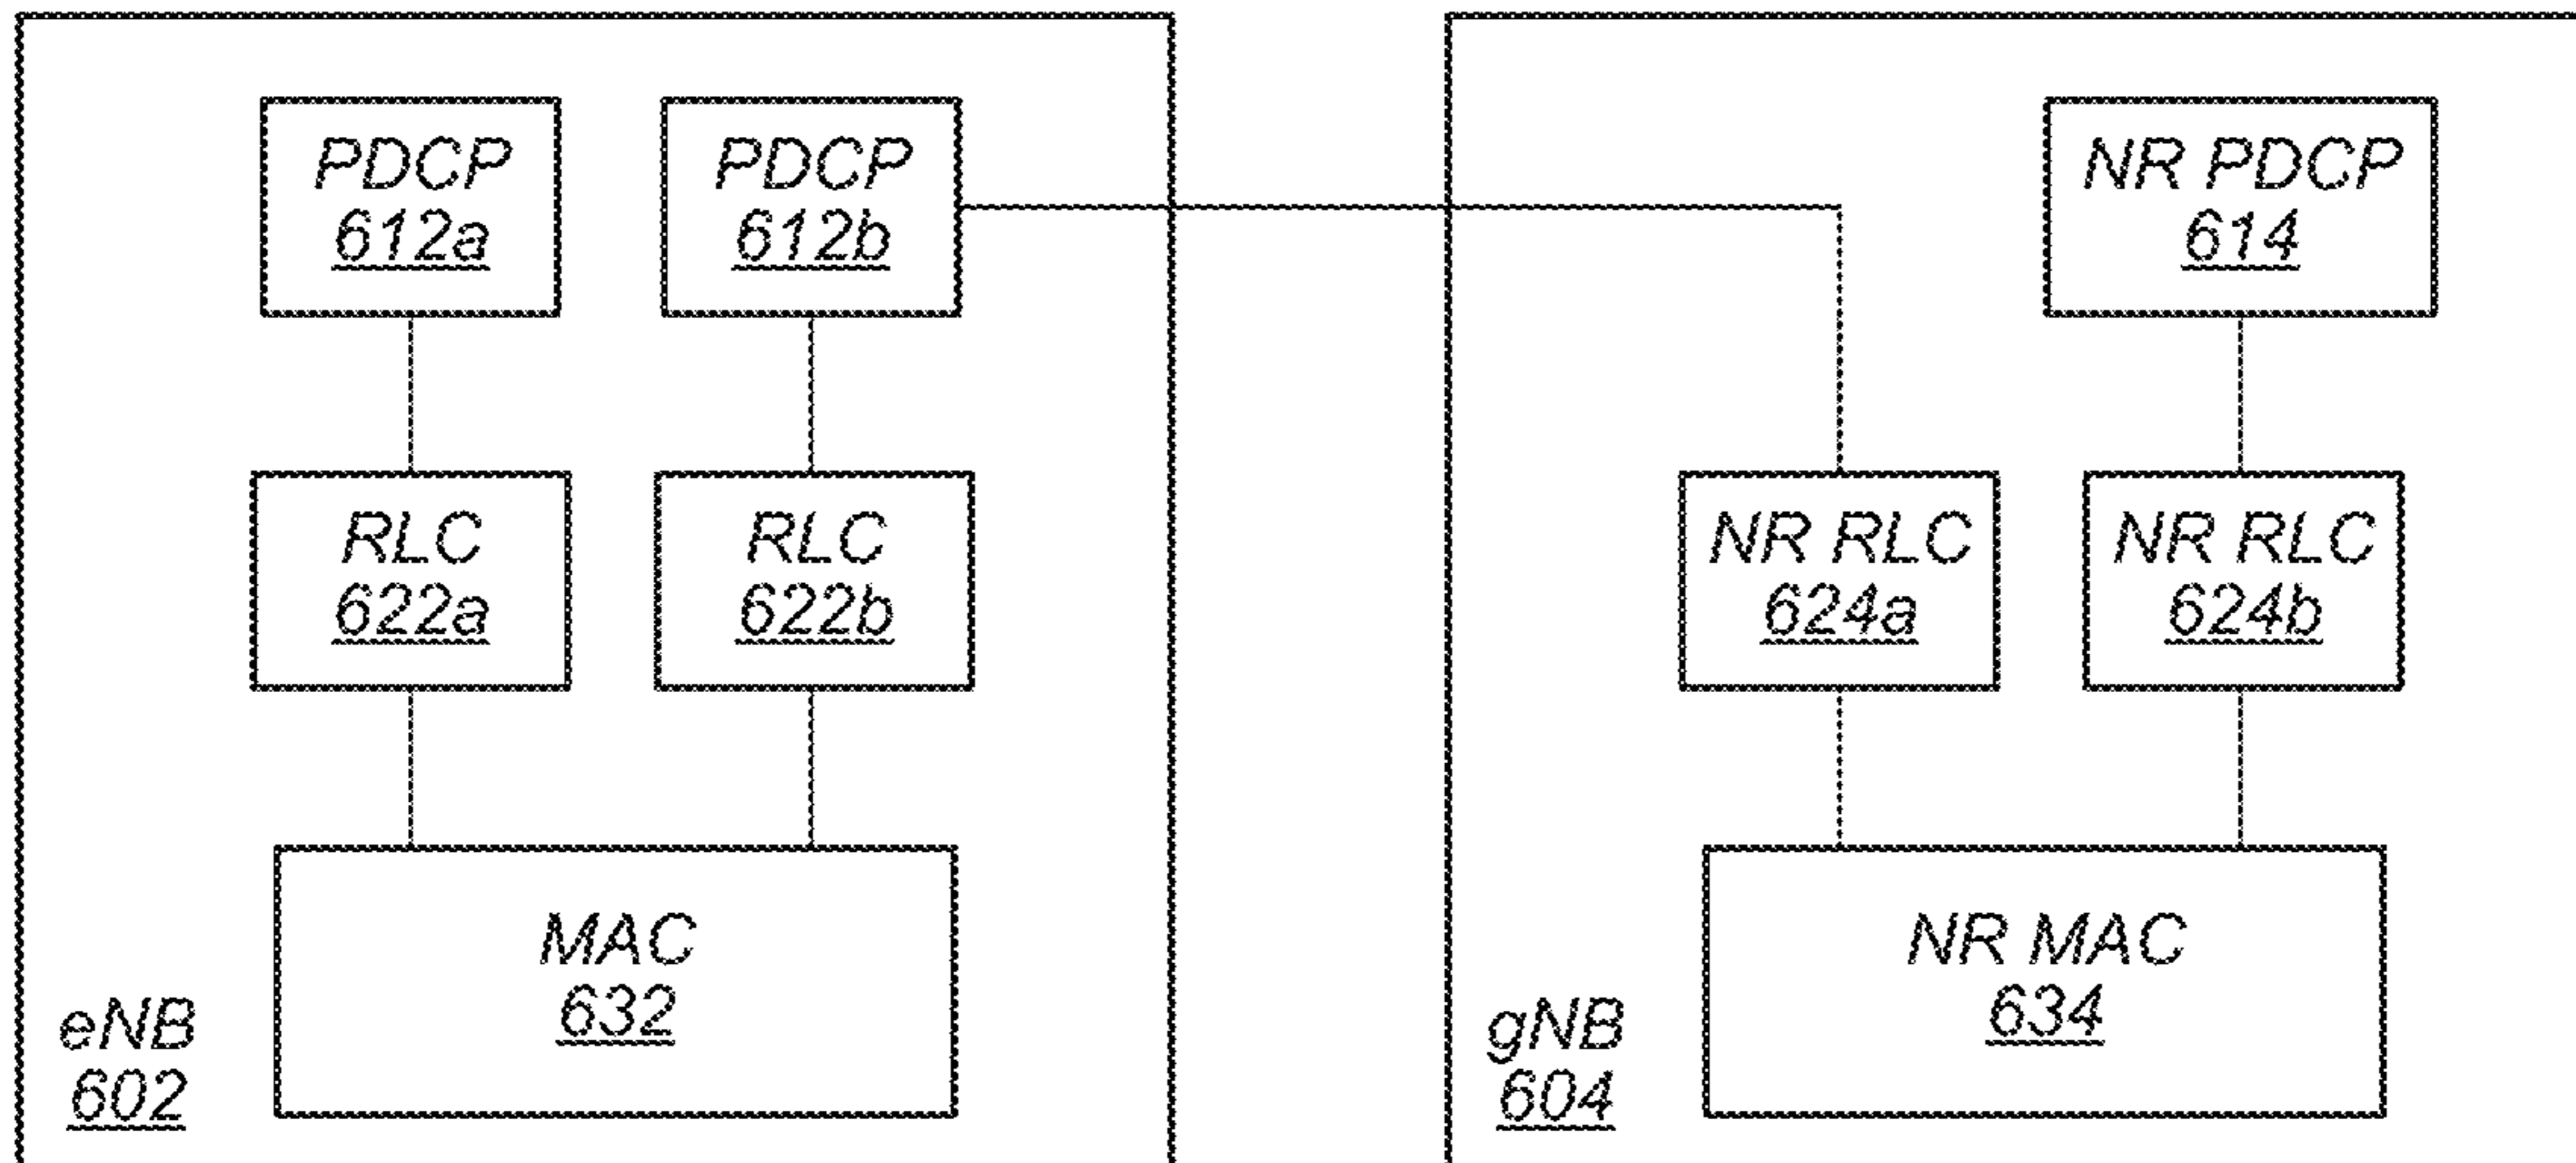 PDCP
612a
PDCP
612b
NR PDCP
614
RLC
622a
RLC
622b
NR RLC
624a
NR RLC
624b
MAC
632
NR MAC
634
eNB
602
gNB
604